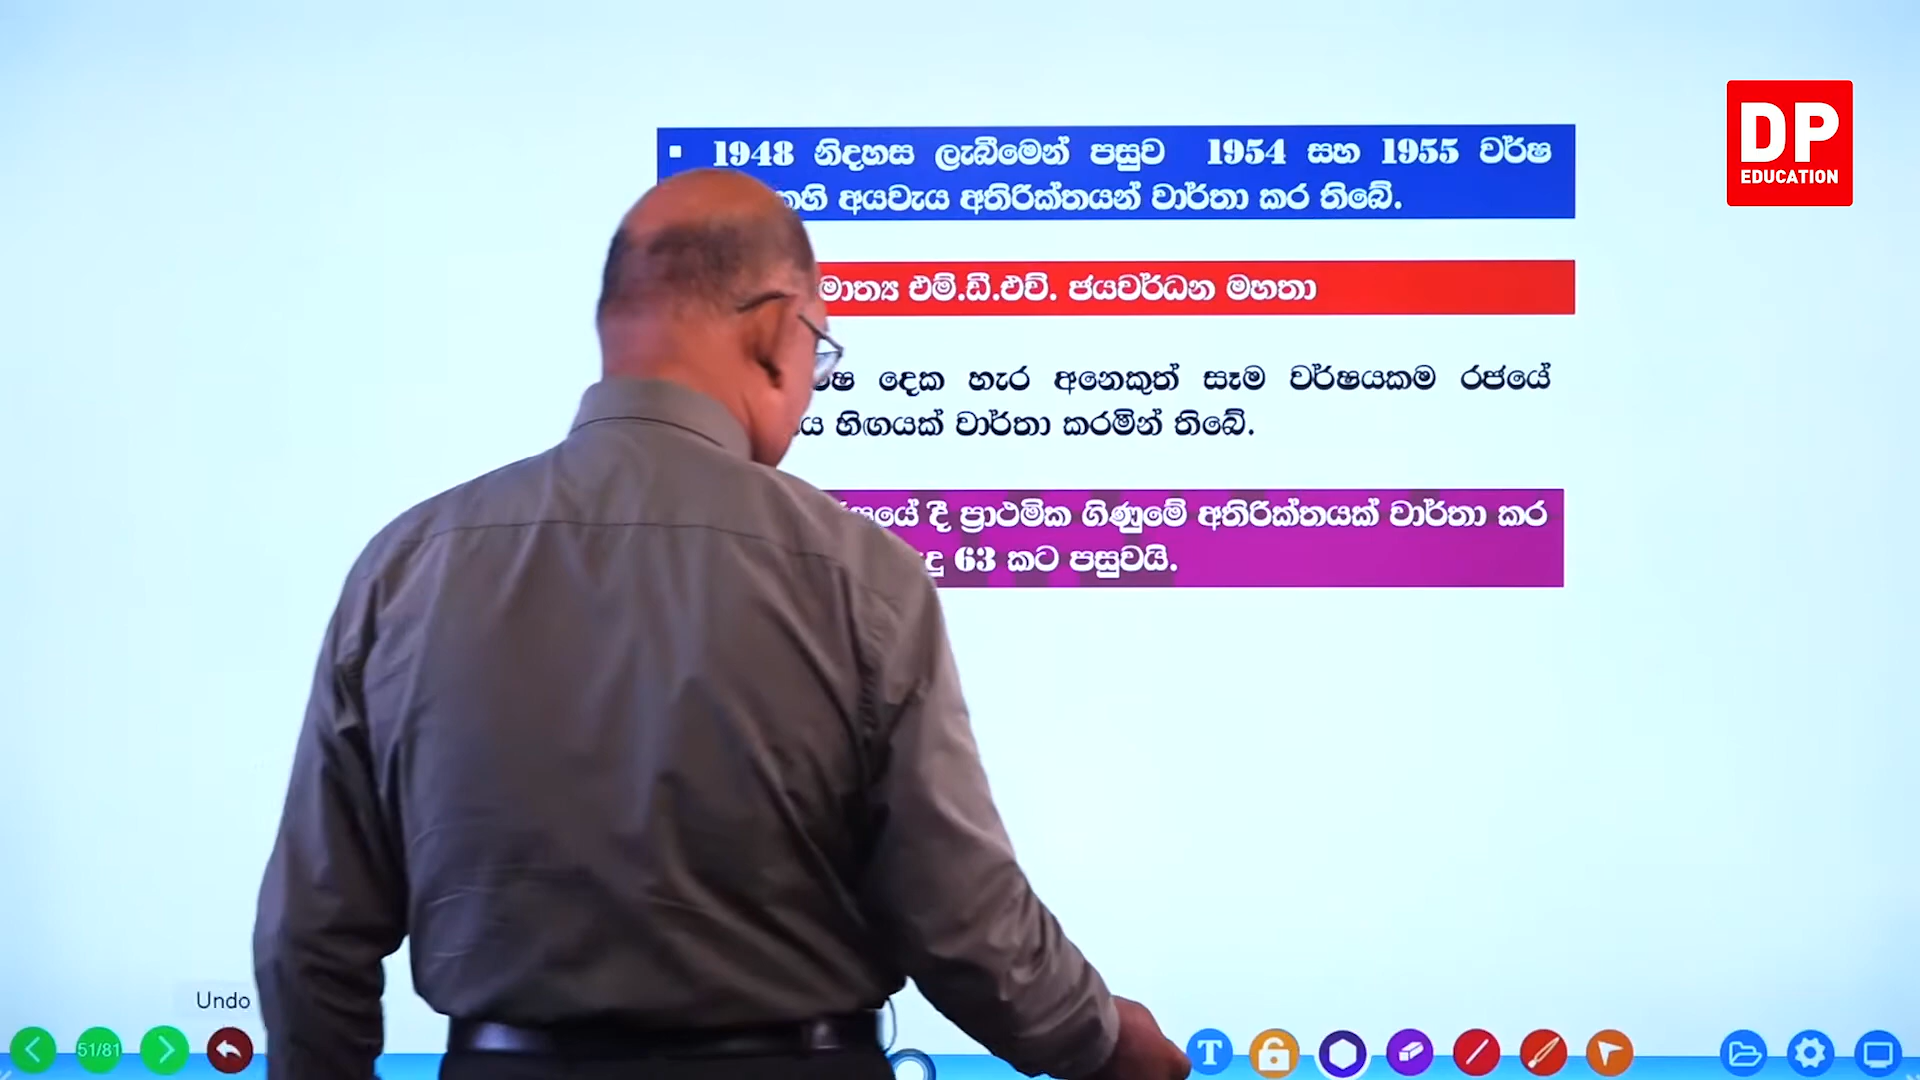 DP
EDUCATION
1948 නිදහස ලැබීමෙන් පසුව 1954 සහ 1955 වර්ෂ
අයවැය අතිරික්තයන් වාර්තා කර තිබේ.
එම්.ඩී.එච්. ජයවර්ධන මහතා
දෙක හැර අනෙකුත් සෑම වර්ෂයකම රජයේ
හිඟයක් වාර්තා කරමින් තිබේ.
දී ප්‍රාථමික ගිණුමේ අතිරික්තයක් වාර්තා කර
63 කට පසුවයි.
Undo
51/81
T